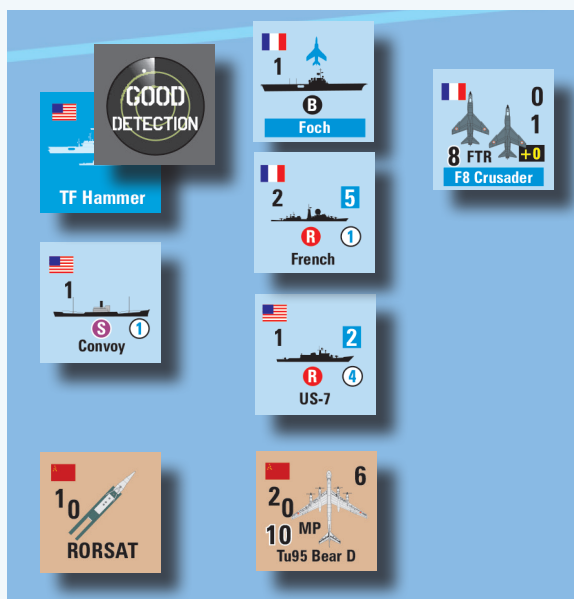 GOOD
DETECTION
TF Hammer
1
B
Foch
0
1
8 FTR +0
F8 Crusader
2 5
R 1
French
1
S 1
Convoy
1 2
R 4
US-7
1 0
RORSAT
6
2 0
10 MP
Tu95 Bear D